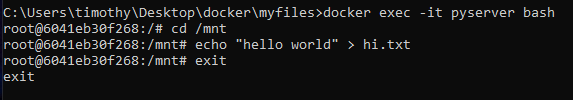 C:\Users\timothy\Desktop\docker\myfiles>docker exec -it pyserver bash
root@6041eb30f268:/# cd /mnt
root@6041eb30f268:/mnt# echo "hello world" > hi.txt
root@6041eb30f268:/mnt# exit
exit